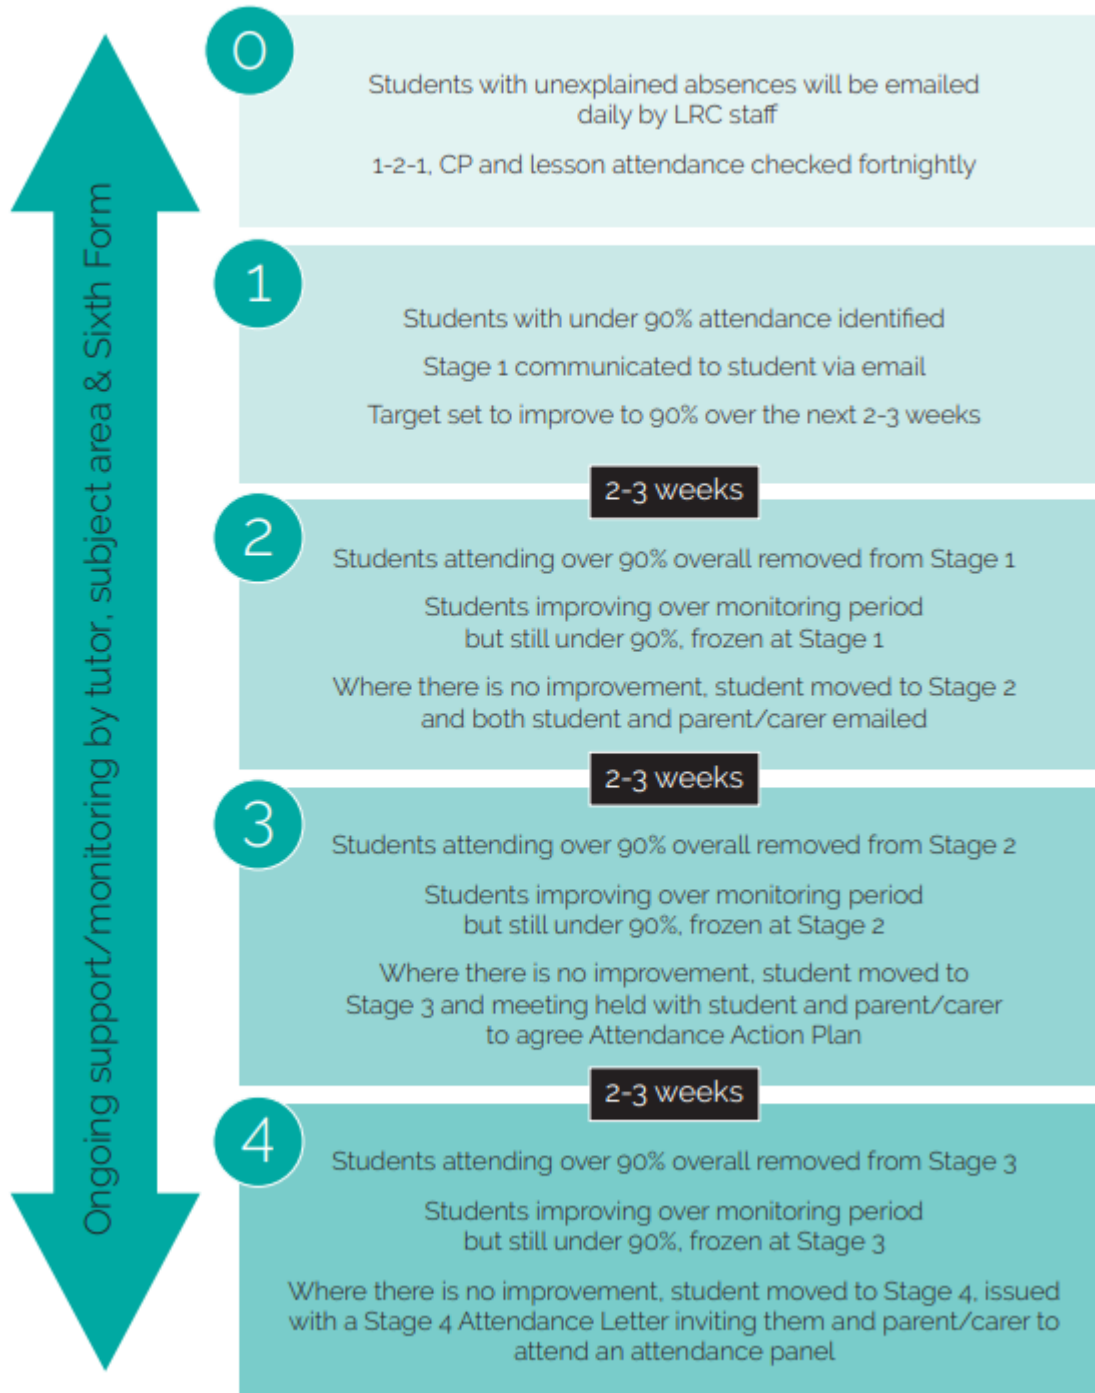 Ongoing support/monitoring by tutor, subject area & Sixth Form
0
Students with unexplained absences will be emailed
daily by LRC staff
1-2-1, CP and lesson attendance checked fortnightly
1
Students with under 90% attendance identified
Stage 1 communicated to student via email
Target set to improve to 90% over the next 2-3 weeks
2-3 weeks
2
Students attending over 90% overall removed from Stage 1
Students improving over monitoring period
but still under 90%, frozen at Stage 1
Where there is no improvement, student moved to Stage 2
and both student and parent/carer emailed
2-3 weeks
3
Students attending over 90% overall removed from Stage 2
Students improving over monitoring period
but still under 90%, frozen at Stage 2
Where there is no improvement, student moved to
Stage 3 and meeting held with student and parent/carer
to agree Attendance Action Plan
2-3 weeks
4
Students attending over 90% overall removed from Stage 3
Students improving over monitoring period
but still under 90%, frozen at Stage 3
Where there is no improvement, student moved to Stage 4, issued
with a Stage 4 Attendance Letter inviting them and parent/carer to
attend an attendance panel